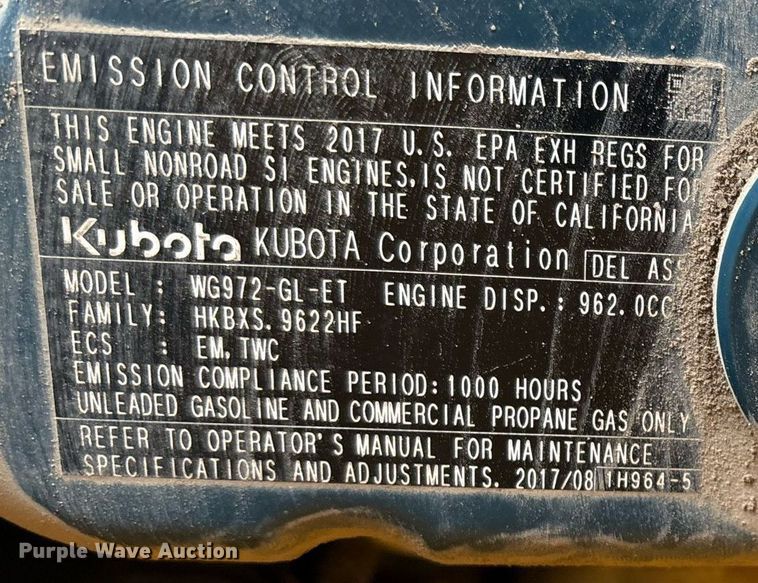 EMISSION CONTROL INFORMATION
THIS ENGINE MEETS 2017 U.S. EPA EXH REGS FOR
SMALL NONROAD SI ENGINES.IS NOT CERTIFIED FOR
SALE OR OPERATION IN THE STATE OF CALIFORNIA
Kubota KUBOTA Corporation DEL ASS
MODEL : WG972-GL-ET ENGINE DISP.: 962.0CC
FAMILY: HKBXS.9622HF
ECS : EM,TWC
EMISSION COMPLIANCE PERIOD:1000 HOURS
UNLEADED GASOLINE AND COMMERCIAL PROPANE GAS ONLY
REFER TO OPERATOR'S MANUAL FOR MAINTENANCE
SPECIFICATIONS AND ADJUSTMENTS. 2017/08 1H964-5
Purple Wave Auction